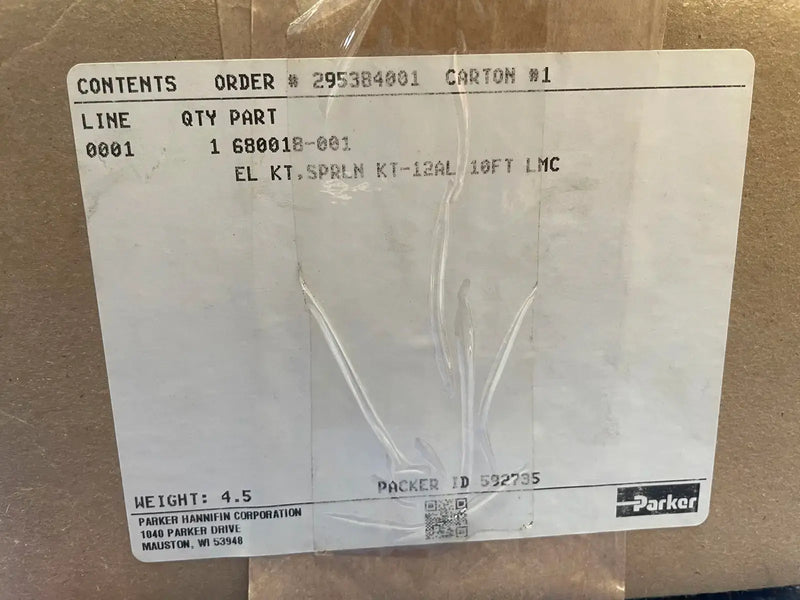 CONTENTS ORDER # 295384001 CARTON #1
LINE QTY PART
0001 1 680018-001
EL KT,SPRLN KT-12AL 10FT LMC
PACKER ID 592735
WEIGHT: 4.5
PARKER HANNIFIN CORPORATION
1040 PARKER DRIVE
MAUSTON, WI 53948
Parker